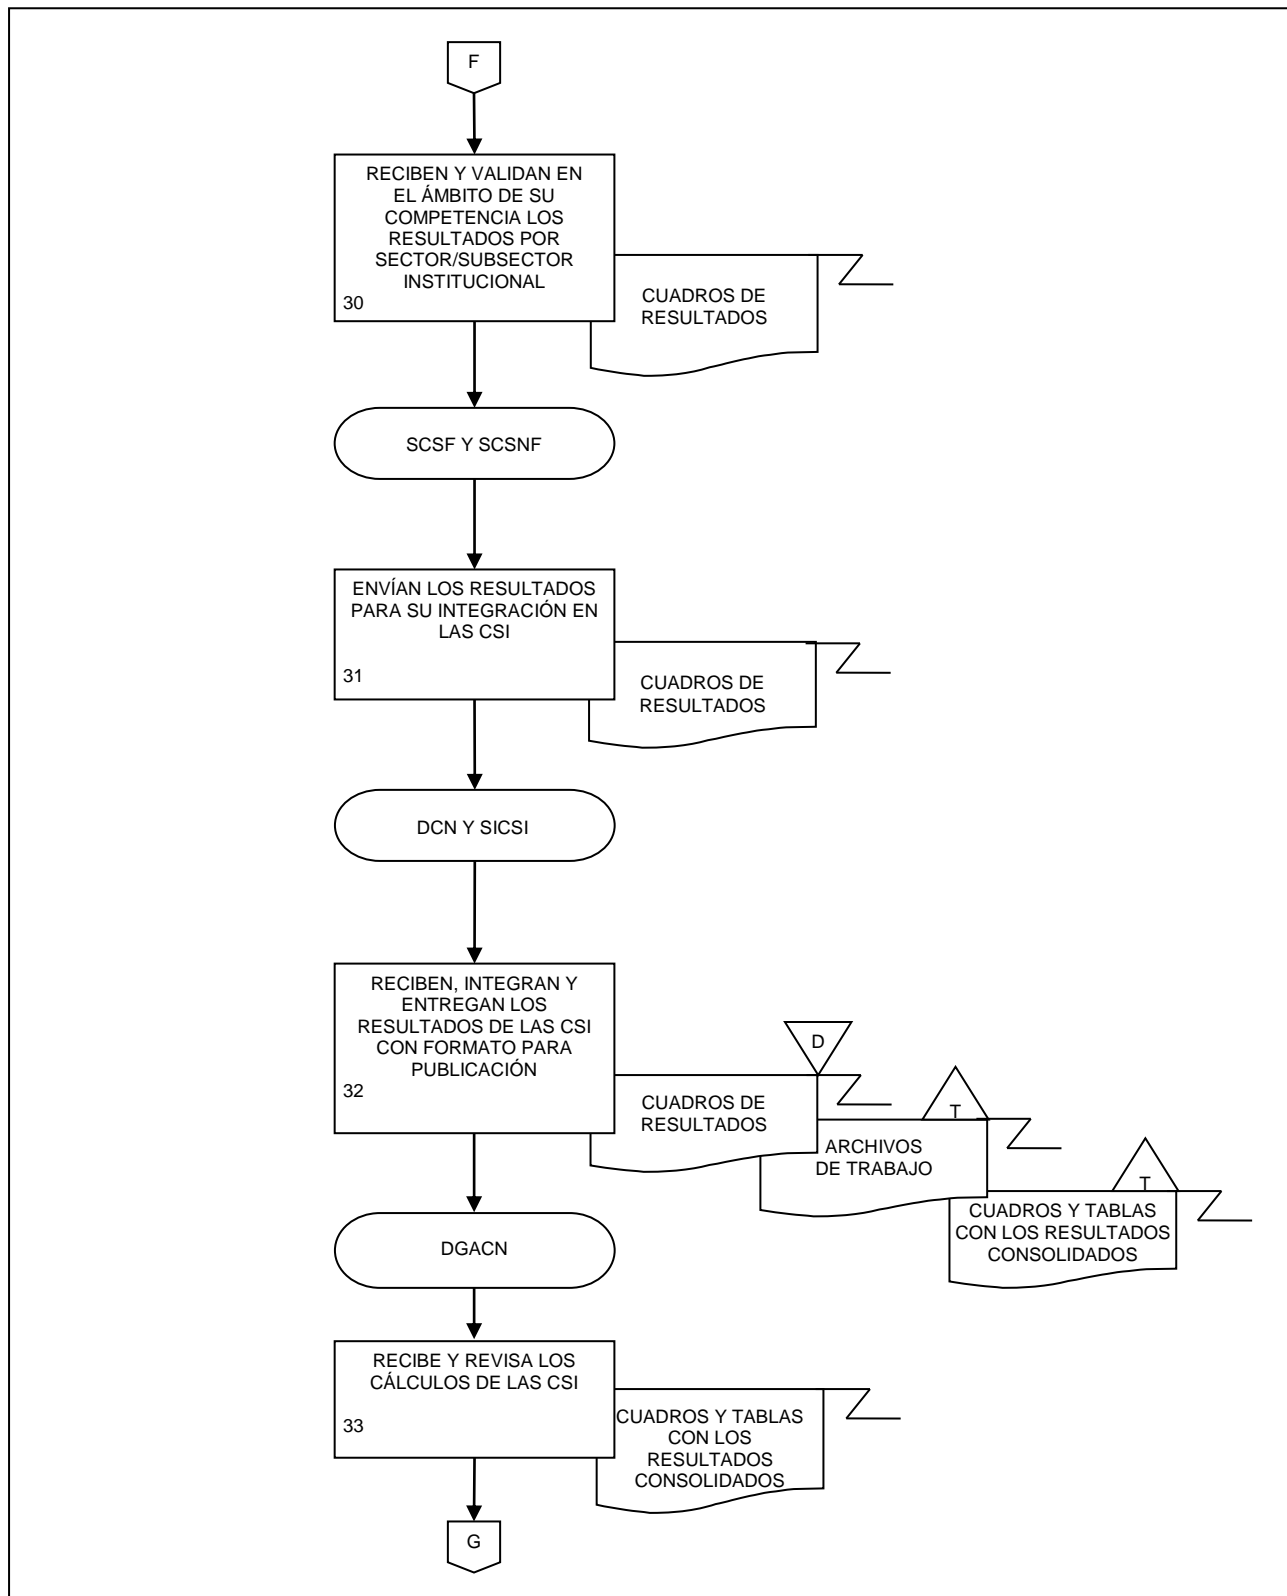 F
RECIBEN Y VALIDAN EN
EL ÁMBITO DE SU
COMPETENCIA LOS
RESULTADOS POR
SECTOR/SUBSECTOR
INSTITUCIONAL
30
CUADROS DE
RESULTADOS
SCSF Y SCSNF
ENVÍAN LOS RESULTADOS
PARA SU INTEGRACIÓN EN
LAS CSI
31
CUADROS DE
RESULTADOS
DCN Y SICSI
RECIBEN, INTEGRAN Y
ENTREGAN LOS
RESULTADOS DE LAS CSI
CON FORMATO PARA
PUBLICACIÓN
32
D
CUADROS DE
RESULTADOS
T
ARCHIVOS
DE TRABAJO
T
CUADROS Y TABLAS
CON LOS RESULTADOS
CONSOLIDADOS
DGACN
RECIBE Y REVISA LOS
CÁLCULOS DE LAS CSI
33
CUADROS Y TABLAS
CON LOS
RESULTADOS
CONSOLIDADOS
G